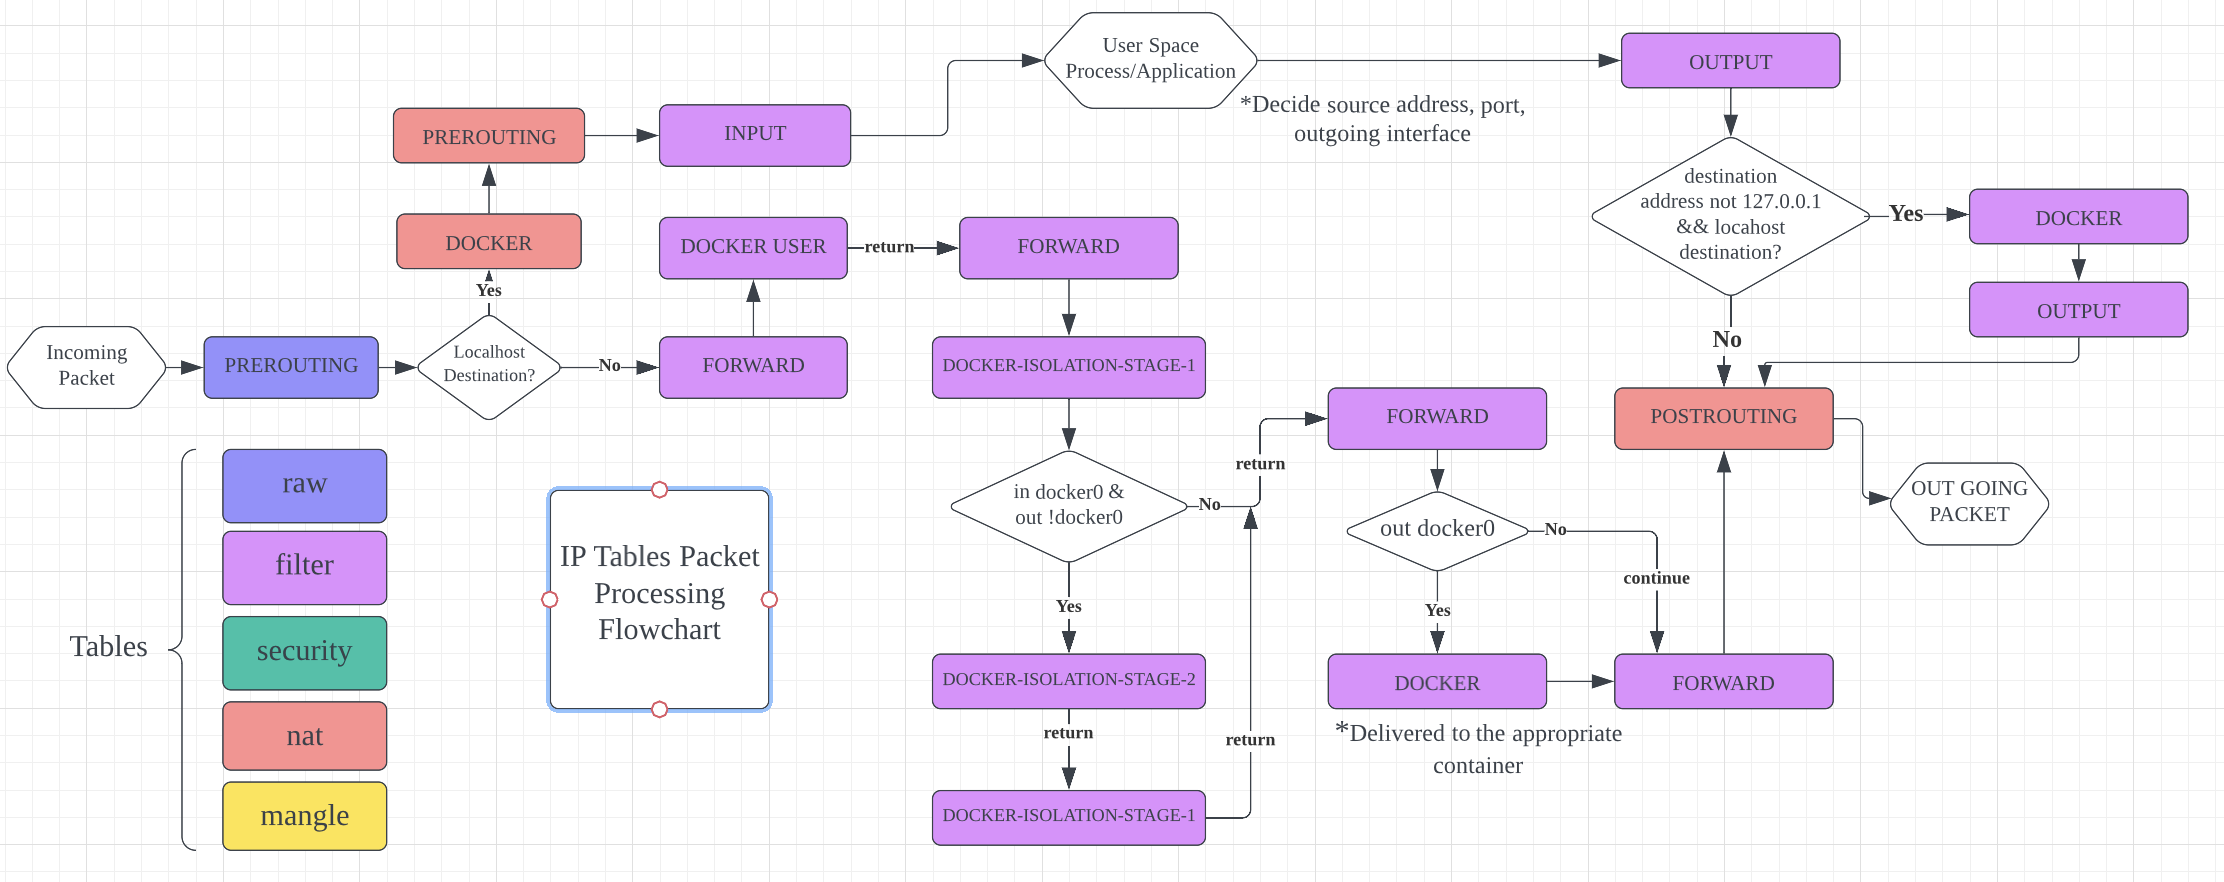 User Space
Process/Application
OUTPUT
*Decide source address, port,
outgoing interface
PREROUTING
INPUT
destination
address not 127.0.0.1
&& locahost
destination?
Yes
DOCKER
DOCKER
DOCKER USER
return
FORWARD
Yes
OUTPUT
No
Incoming
Packet
PREROUTING
Localhost
Destination?
No
FORWARD
DOCKER-ISOLATION-STAGE-1
FORWARD
POSTROUTING
return
in docker0 &
out !docker0
No
OUT GOING
PACKET
out docker0
No
continue
Yes
Yes
DOCKER-ISOLATION-STAGE-2
DOCKER
FORWARD
return
return
*Delivered to the appropriate
container
DOCKER-ISOLATION-STAGE-1
Tables
raw
filter
security
nat
mangle
IP Tables Packet
Processing
Flowchart